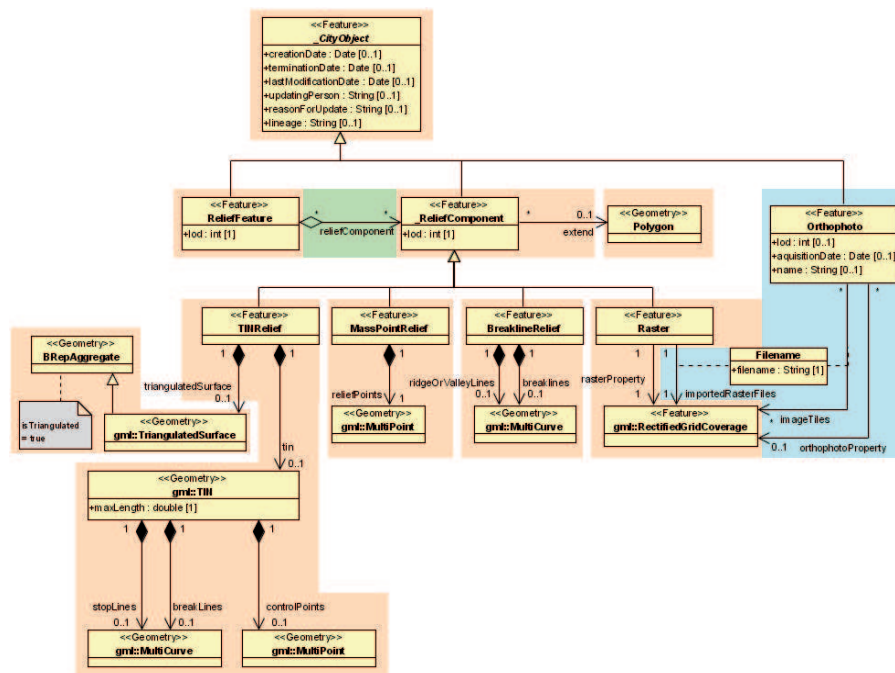 <<Feature>>
_CityObject
+creationDate : Date [0..1]
+terminationDate : Date [0..1]
+lastModificationDate : Date [0..1]
+updatingPerson : String [0..1]
+reasonForUpdate : String [0..1]
+lineage : String [0..1]
<<Feature>>
ReliefFeature
+lod : int [1]
*
*
reliefComponent
<<Feature>>
_ReliefComponent
+lod : int [1]
*
0..1
extend
<<Geometry>>
Polygon
<<Feature>>
Orthophoto
+lod : int [0..1]
+aquisitionDate : Date [0..1]
+name : String [0..1]
*
*
<<Feature>>
TINRelief
1
1
<<Feature>>
MassPointRelief
1
<<Feature>>
BreaklineRelief
1
1
<<Feature>>
Raster
1
1
Filename
+filename : String [1]
<<Geometry>>
BRepAggregate
isTriangulated
= true
triangulatedSurface
0..1
<<Geometry>>
gml::TriangulatedSurface
tin
0..1
reliefPoints
1
<<Geometry>>
gml::MultiPoint
ridgeOrValleyLines
0..1
breaklines
0..1
<<Geometry>>
gml::MultiCurve
rasterProperty
1
importedRasterFiles
1
<<Feature>>
gml::RectifiedGridCoverage
*
imageTiles
0..1
orthophotoProperty
<<Geometry>>
gml::TIN
+maxLength : double [1]
1
1
1
stopLines
0..1
breakLines
0..1
controlPoints
0..1
<<Geometry>>
gml::MultiCurve
<<Geometry>>
gml::MultiPoint